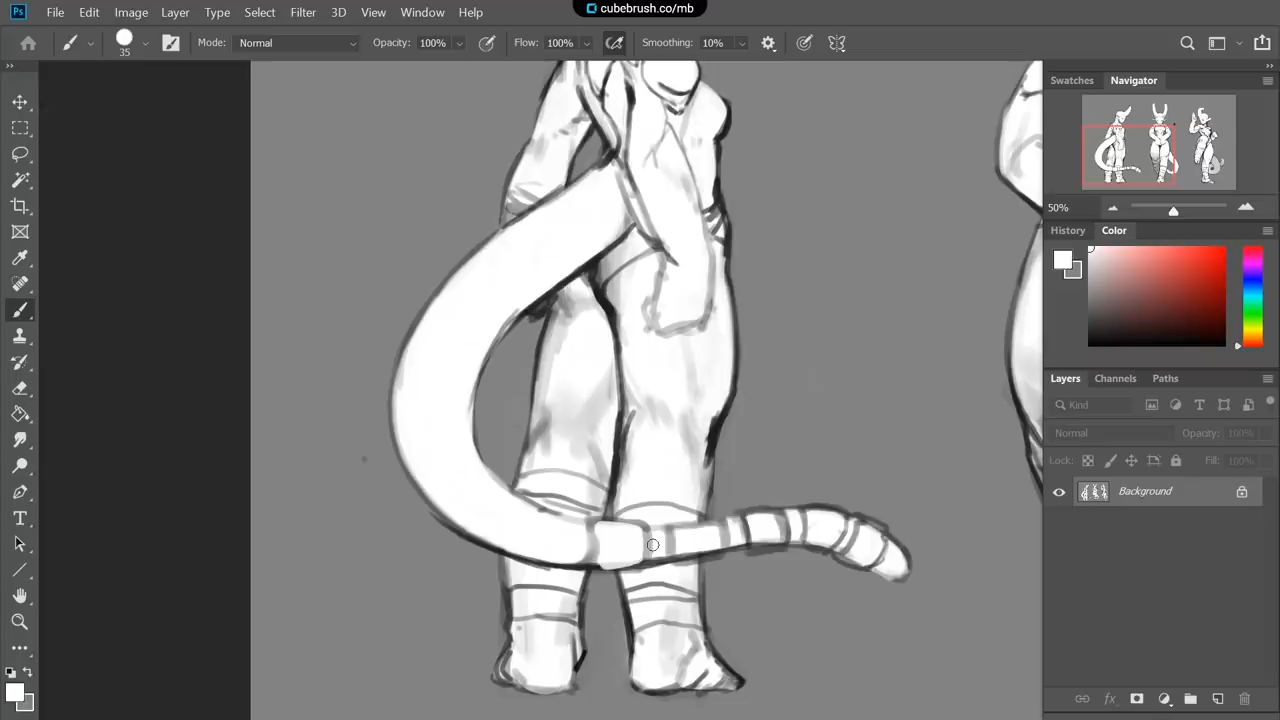 cubebrush.co/mb
Ps File Edit Image Layer Type Select Filter 3D View Window Help
35 Mode: Normal Opacity: 100% Flow: 100% Smoothing: 10%
Swatches Navigator
50%
History Color
Layers Channels Paths
Kind
Normal Opacity: 100%
Lock: Fill: 100%
Background
fx